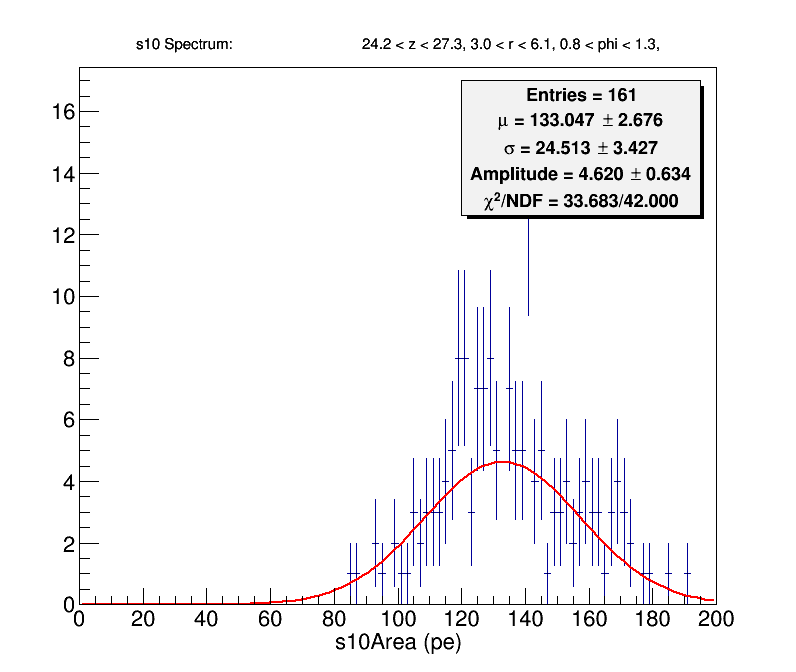 s10 Spectrum: 24.2 < z < 27.3, 3.0 < r < 6.1, 0.8 < phi < 1.3,
Entries = 161
μ = 133.047 ± 2.676
σ = 24.513 ± 3.427
Amplitude = 4.620 ± 0.634
χ²/NDF = 33.683/42.000
16
14
12
10
8
6
4
2
0
0 20 40 60 80 100 120 140 160 180 200
s10Area (pe)